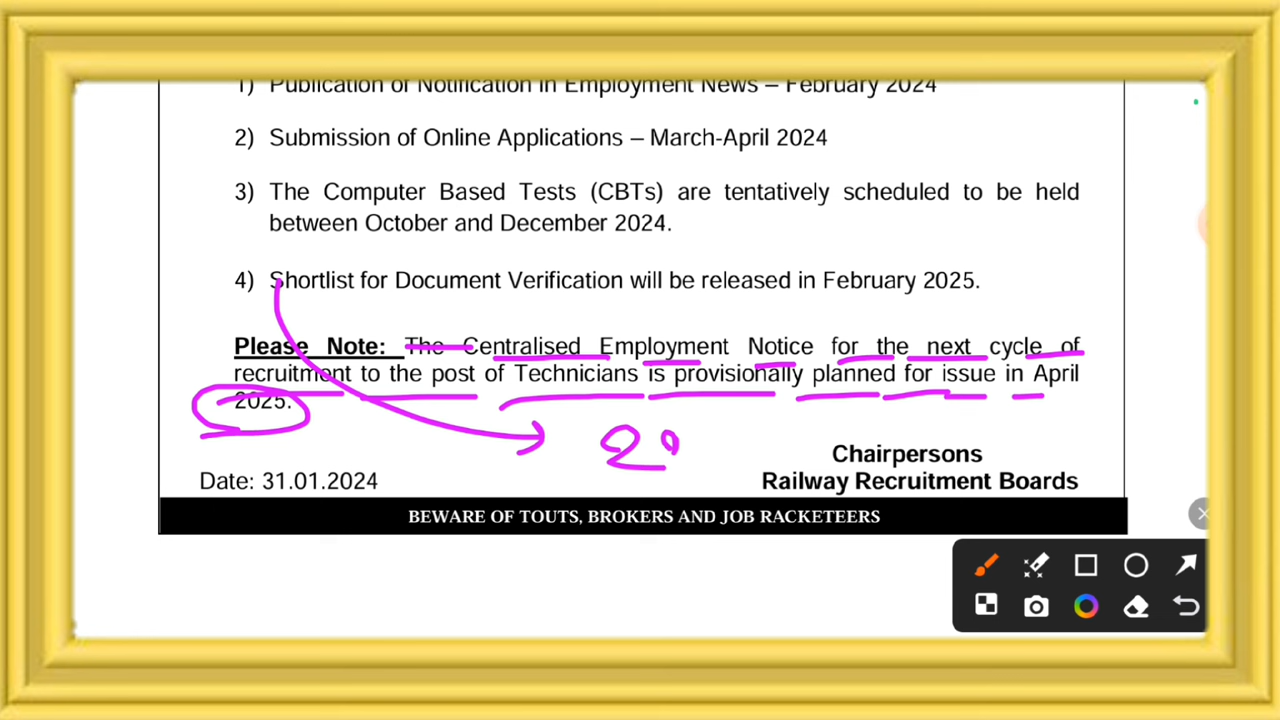 1) Publication of Notification in Employment News – February 2024
2) Submission of Online Applications – March-April 2024
3) The Computer Based Tests (CBTs) are tentatively scheduled to be held
between October and December 2024.
4) Shortlist for Document Verification will be released in February 2025.
Please Note: The Centralised Employment Notice for the next cycle of
recruitment to the post of Technicians is provisionally planned for issue in April
2025.
Chairpersons
Date: 31.01.2024 Railway Recruitment Boards
BEWARE OF TOUTS, BROKERS AND JOB RACKETEERS